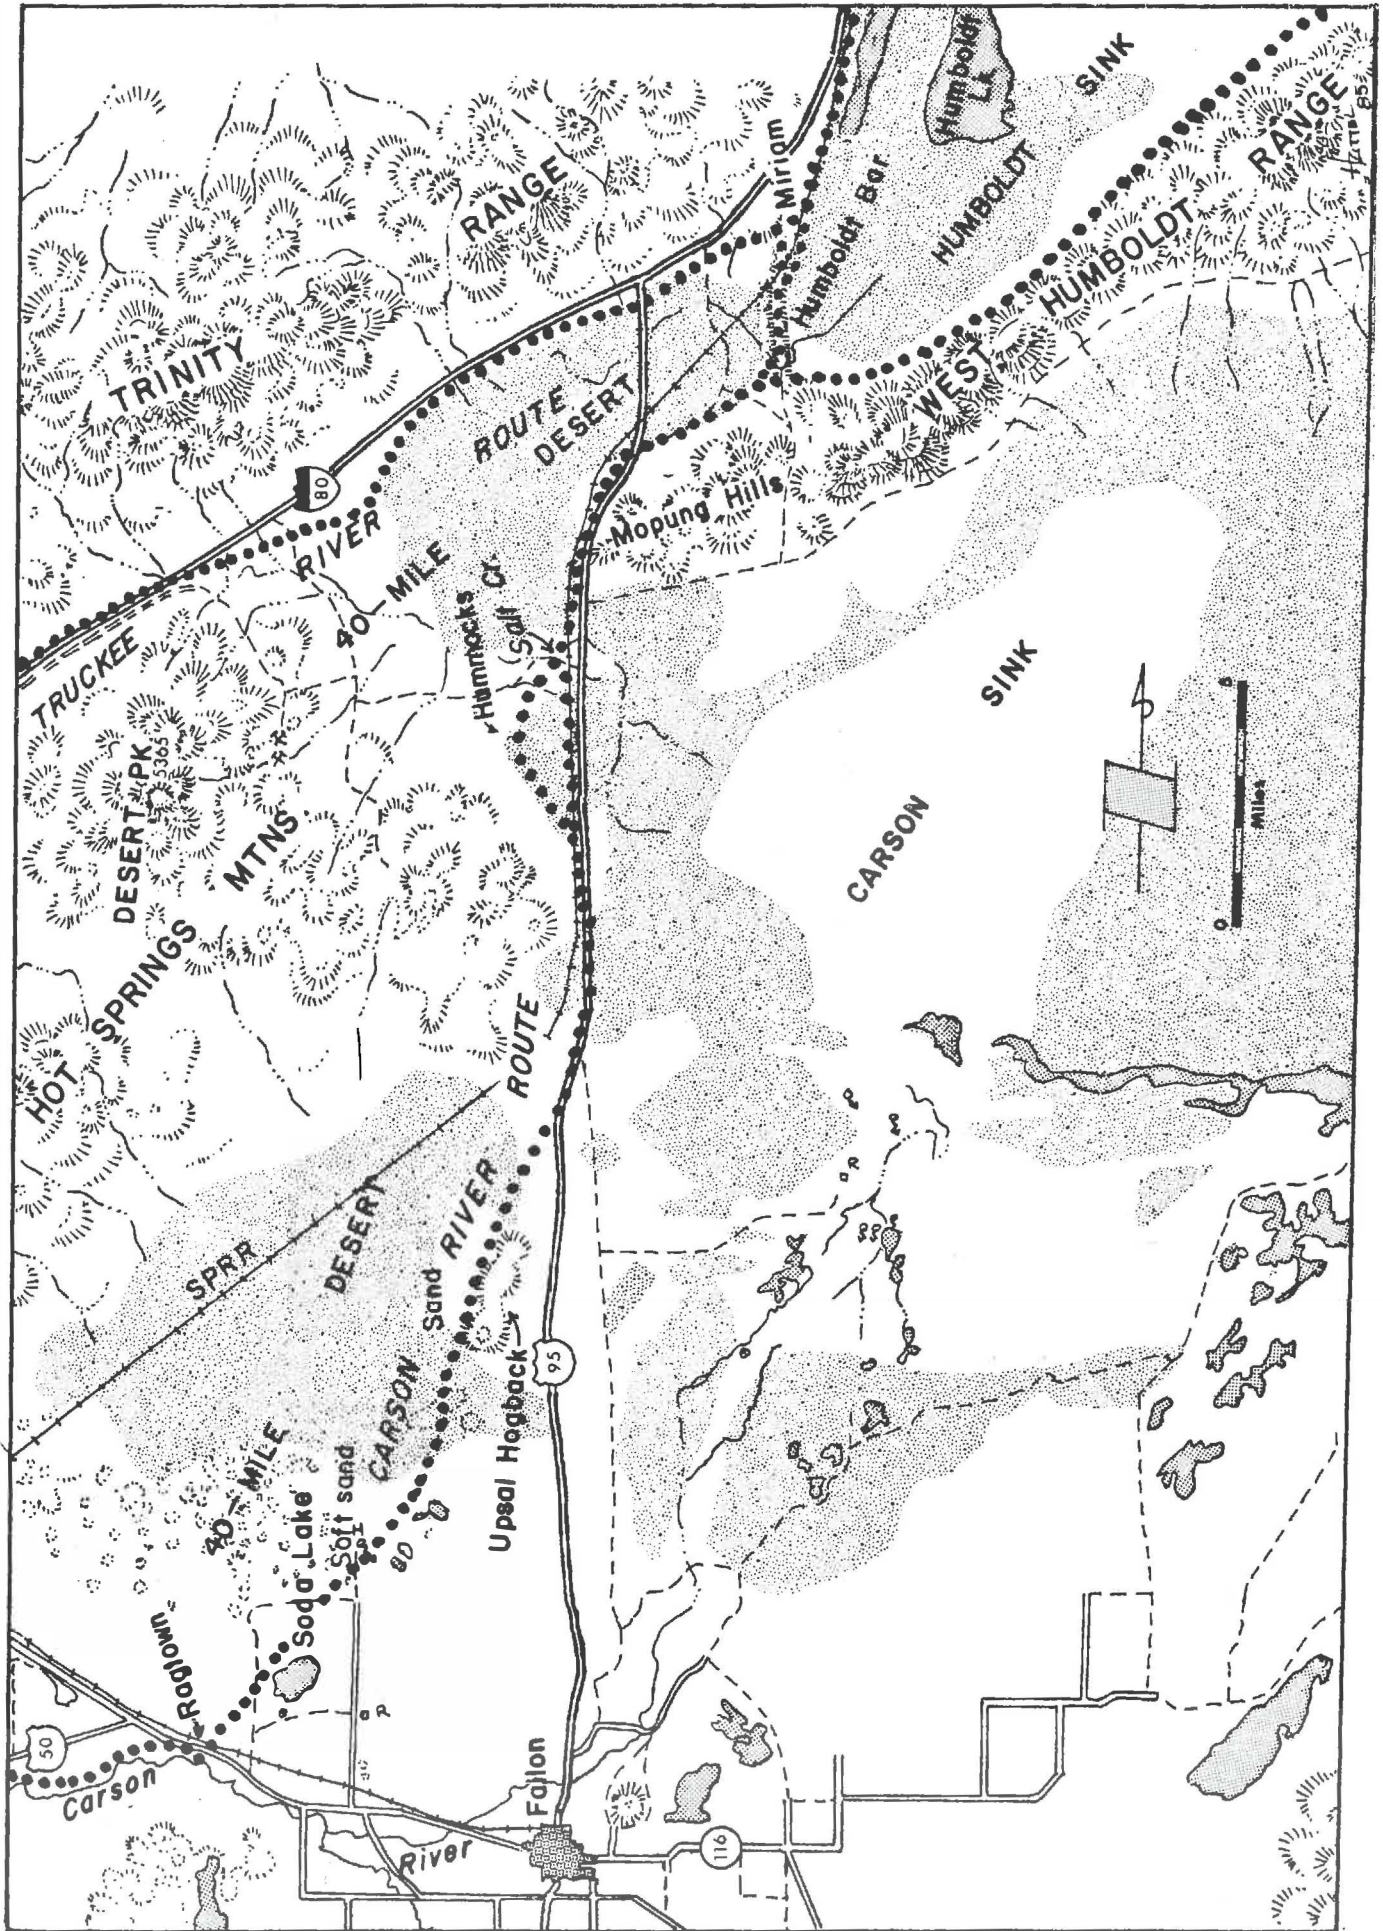 Humboldt
Lk
SINK
RANGE
HUMBOLDT
WEST
HUMBOLDT
Humboldt Bar
Miriam
RANGE
TRINITY
ROUTE
DESERT
80
RIVER
40 - MILE
TRUCKEE
Mopung Hills
Hummocks
Salt Cr
DESERT PK
5365
HOT SPRINGS MTNS
SINK
CARSON
0
8
Miles
ROUTE
RIVER
CARSON
Sand
DESERT
SPRR
40 - MILE
95
Upsal Hogback
Soft sand
Soda Lake
Ragtown
R
R
50
Carson
River
Fallon
116
85